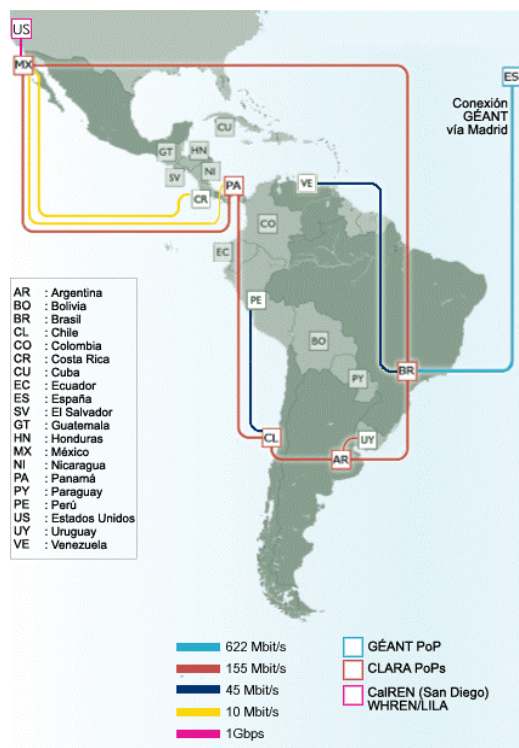 US
MX
ES
Conexión
GÉANT
vía Madrid
CU
GT
HN
NI
SV
PA
VE
CR
CO
EC
PE
BO
PY
BR
CL
UY
AR
AR : Argentina
BO : Bolivia
BR : Brasil
CL : Chile
CO : Colombia
CR : Costa Rica
CU : Cuba
EC : Ecuador
ES : España
SV : El Salvador
GT : Guatemala
HN : Honduras
MX : México
NI : Nicaragua
PA : Panamá
PY : Paraguay
PE : Perú
US : Estados Unidos
UY : Uruguay
VE : Venezuela
622 Mbit/s
155 Mbit/s
45 Mbit/s
10 Mbit/s
1Gbps
GÉANT PoP
CLARA PoPs
CalREN (San Diego)
WHREN/LILA